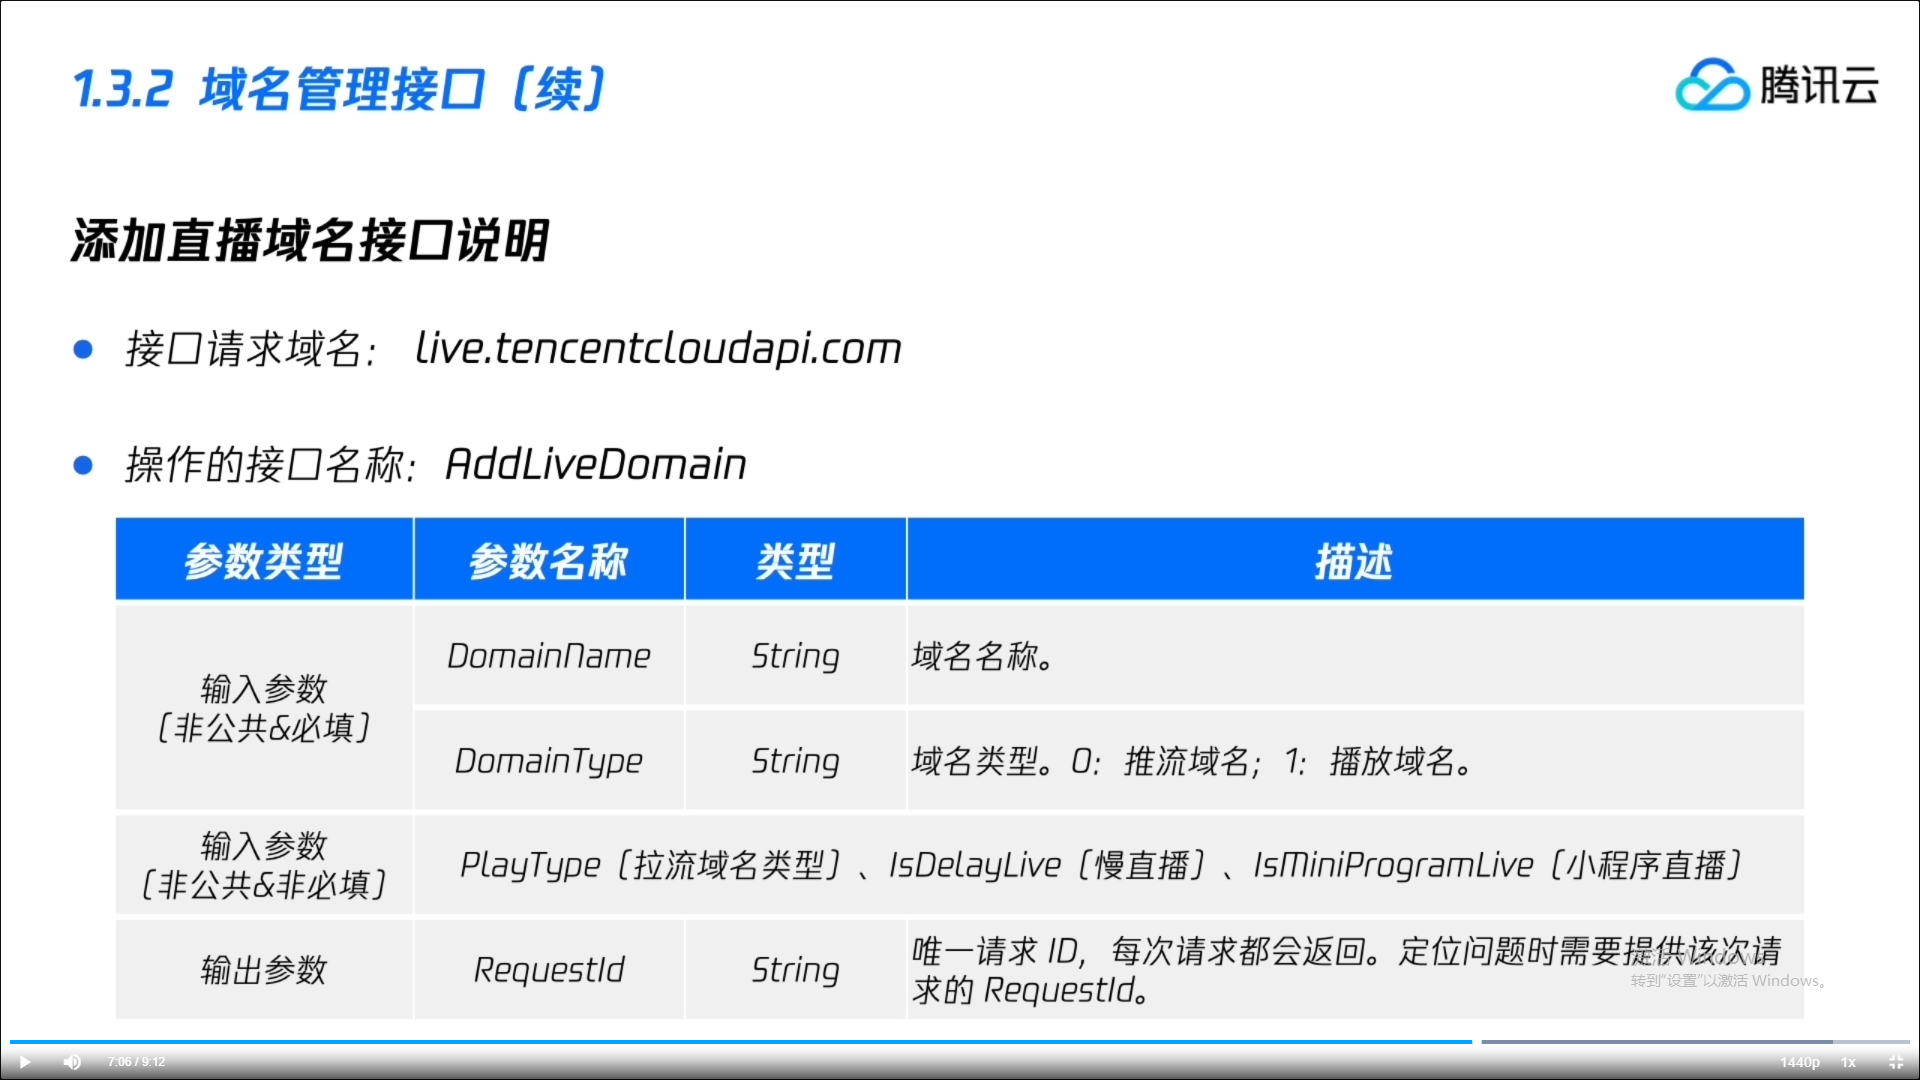 1.3.2 域名管理接口（续）
腾讯云
添加直播域名接口说明
接口请求域名： live.tencentcloudapi.com
操作的接口名称：AddLiveDomain
参数类型 参数名称 类型 描述
输入参数
（非公共&必填）
DomainName String 域名名称。
DomainType String 域名类型。0：推流域名；1：播放域名。
输入参数
（非公共&非必填）
PlayType（拉流域名类型）、IsDelayLive（慢直播）、IsMiniProgramLive（小程序直播）
输出参数 RequestId String
唯一请求 ID，每次请求都会返回。定位问题时需要提供该次请
求的 RequestId。
激活 Windows
转到“设置”以激活 Windows。
7:06 / 9:12
1440p 1x